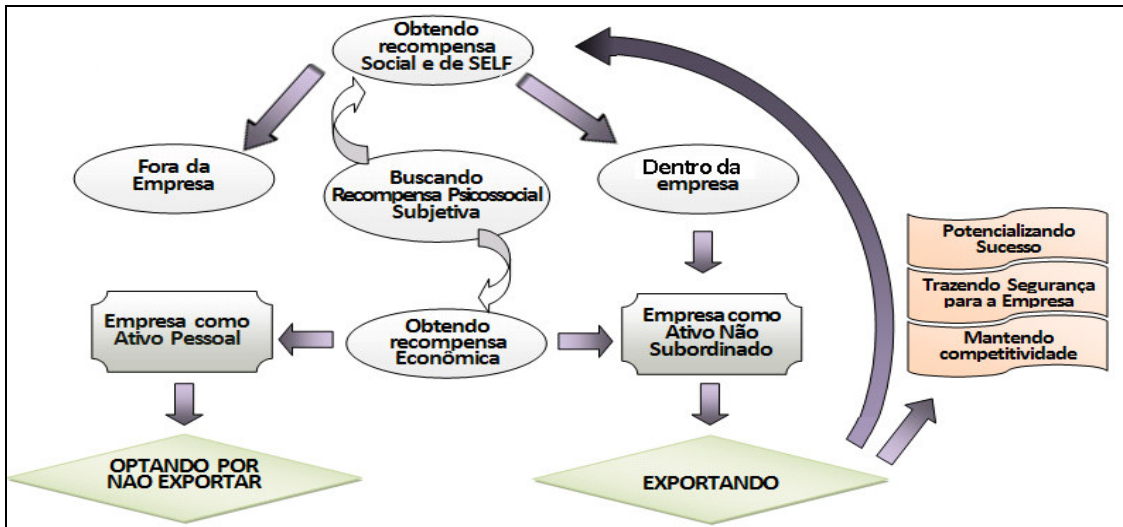 Obtendo
recompensa
Social e de SELF
Fora da
Empresa
Buscando
Recompensa Psicossocial
Subjetiva
Dentro da
empresa
Potencializando
Sucesso
Trazendo Segurança
para a Empresa
Mantendo
competitividade
Empresa como
Ativo Pessoal
Obtendo
recompensa
Econômica
Empresa como
Ativo Não
Subordinado
OPTANDO POR
NAO EXPORTAR
EXPORTANDO